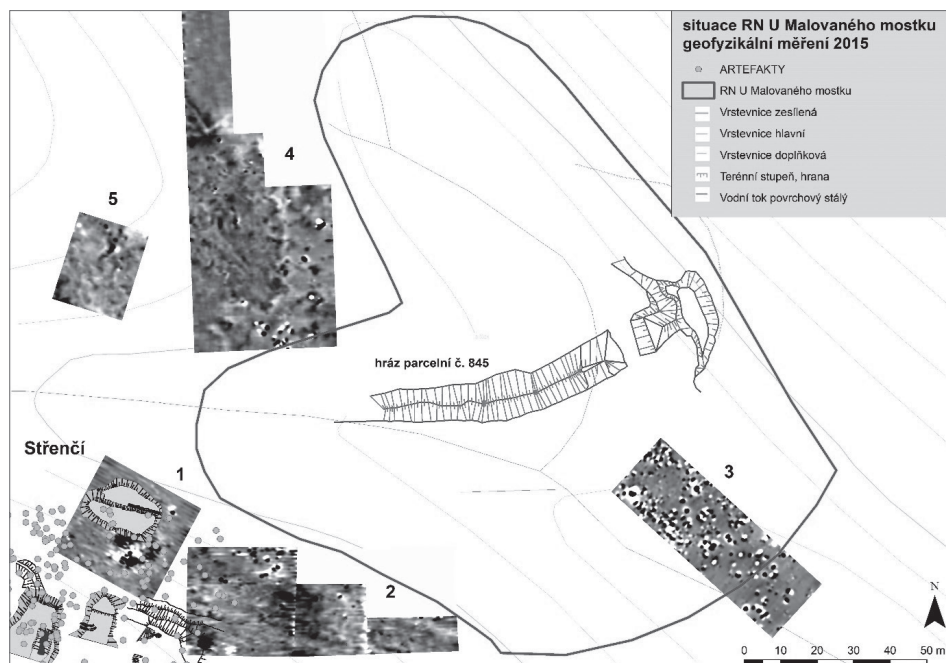 situace RN U Malovaného mostku
geofyzikální měření 2015
ARTEFAKTY
RN U Malovaného mostku
Vrstevnice zesílená
Vrstevnice hlavní
Vrstevnice doplňková
Terénní stupeň, hrana
Vodní tok povrchový stálý
4
5
hráz parcelní č. 845
Střenčí
1
3
2
N
0 10 20 30 40 50 m